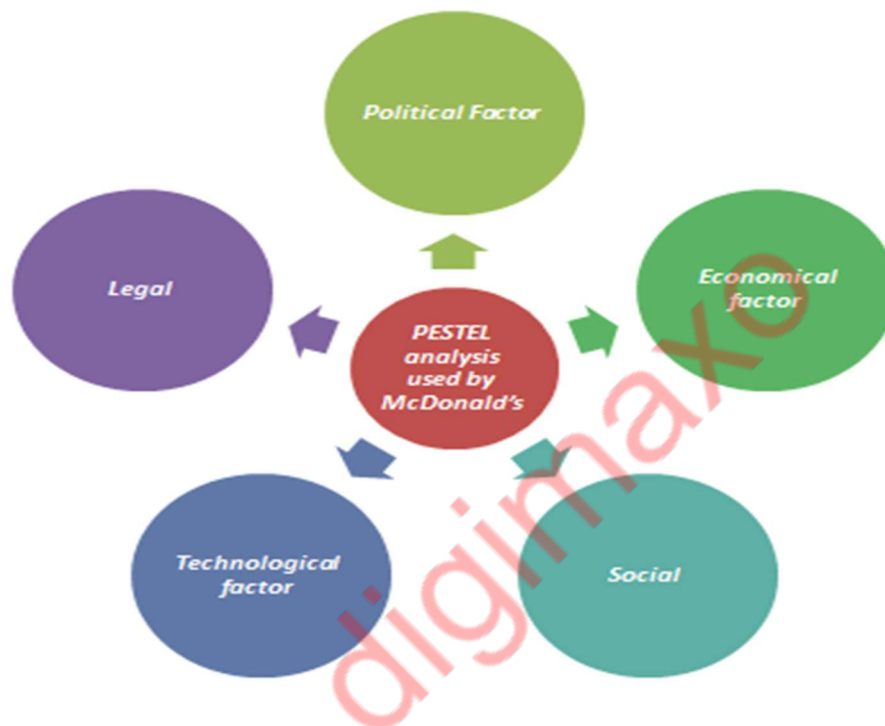 Political Factor
Legal
Economical
factor
PESTEL
analysis
used by
McDonald's
Technological
factor
Social
digimaxo